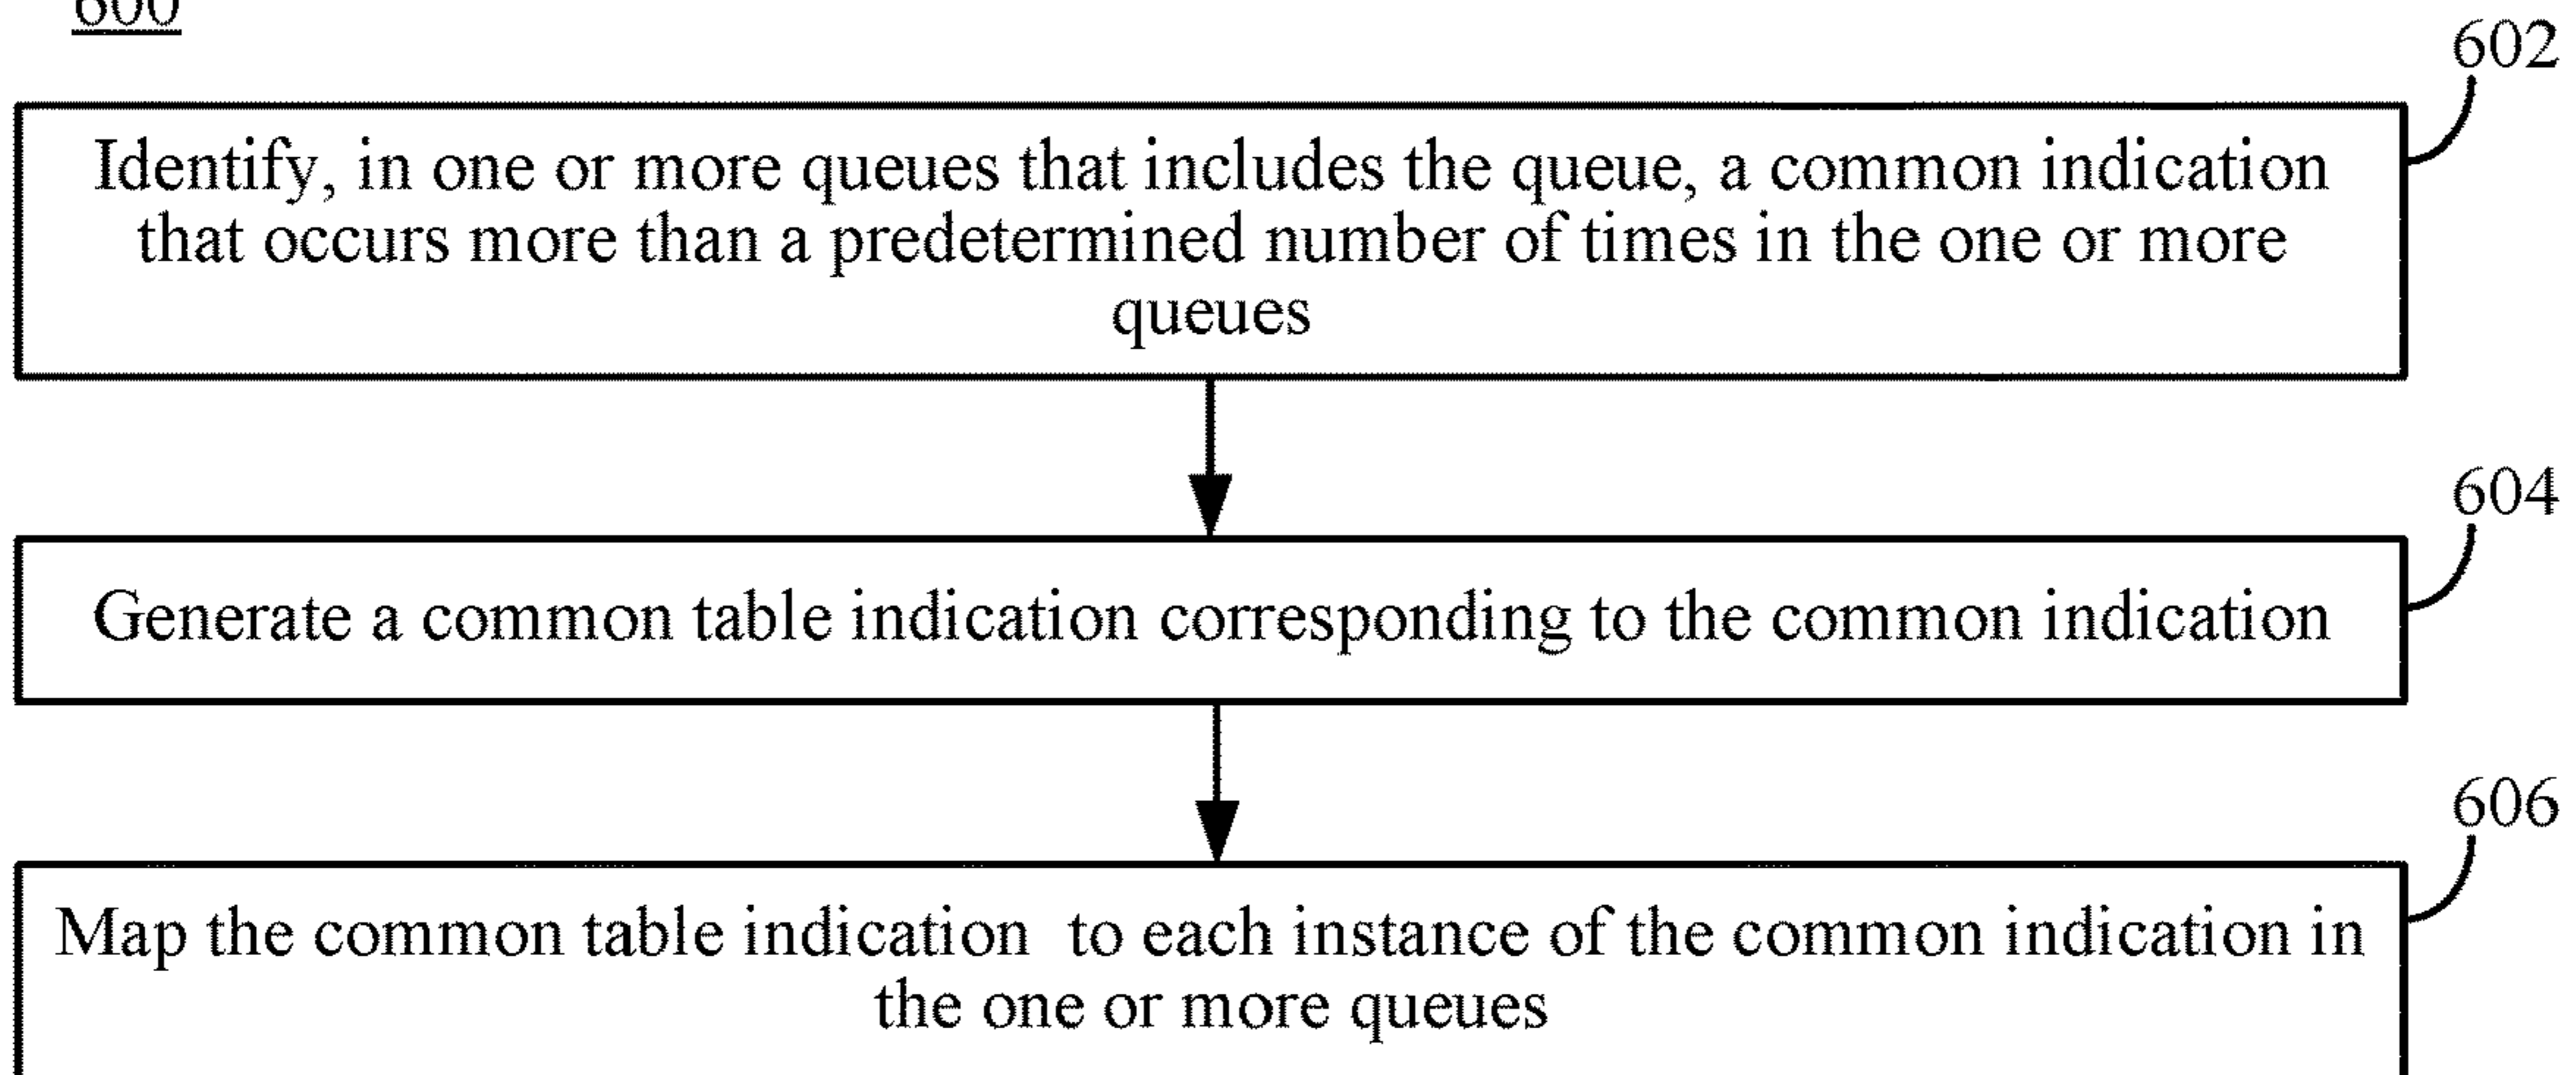 600
602
Identify, in one or more queues that includes the queue, a common indication
that occurs more than a predetermined number of times in the one or more
queues
604
Generate a common table indication corresponding to the common indication
606
Map the common table indication  to each instance of the common indication in
the one or more queues